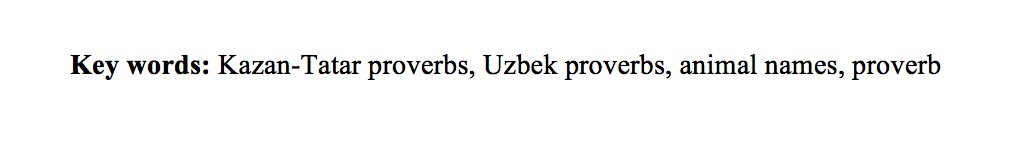 Key words: Kazan-Tatar proverbs, Uzbek proverbs, animal names, proverb